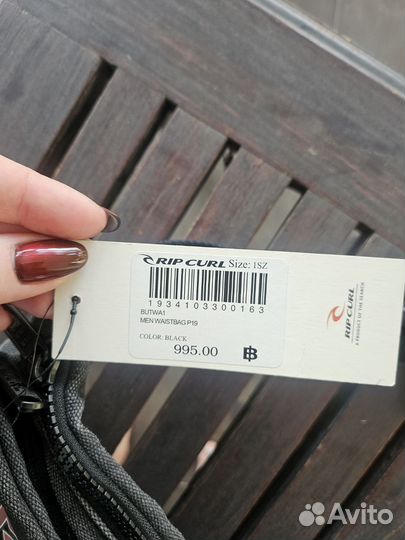 RIP CURL Size: 1SZ
1934103300163
BUTWA1
MEN WAISTBAG P19
COLOR: BLACK
995.00 ฿
RIP CURL
A PRODUCT OF THE SEARCH
Avito